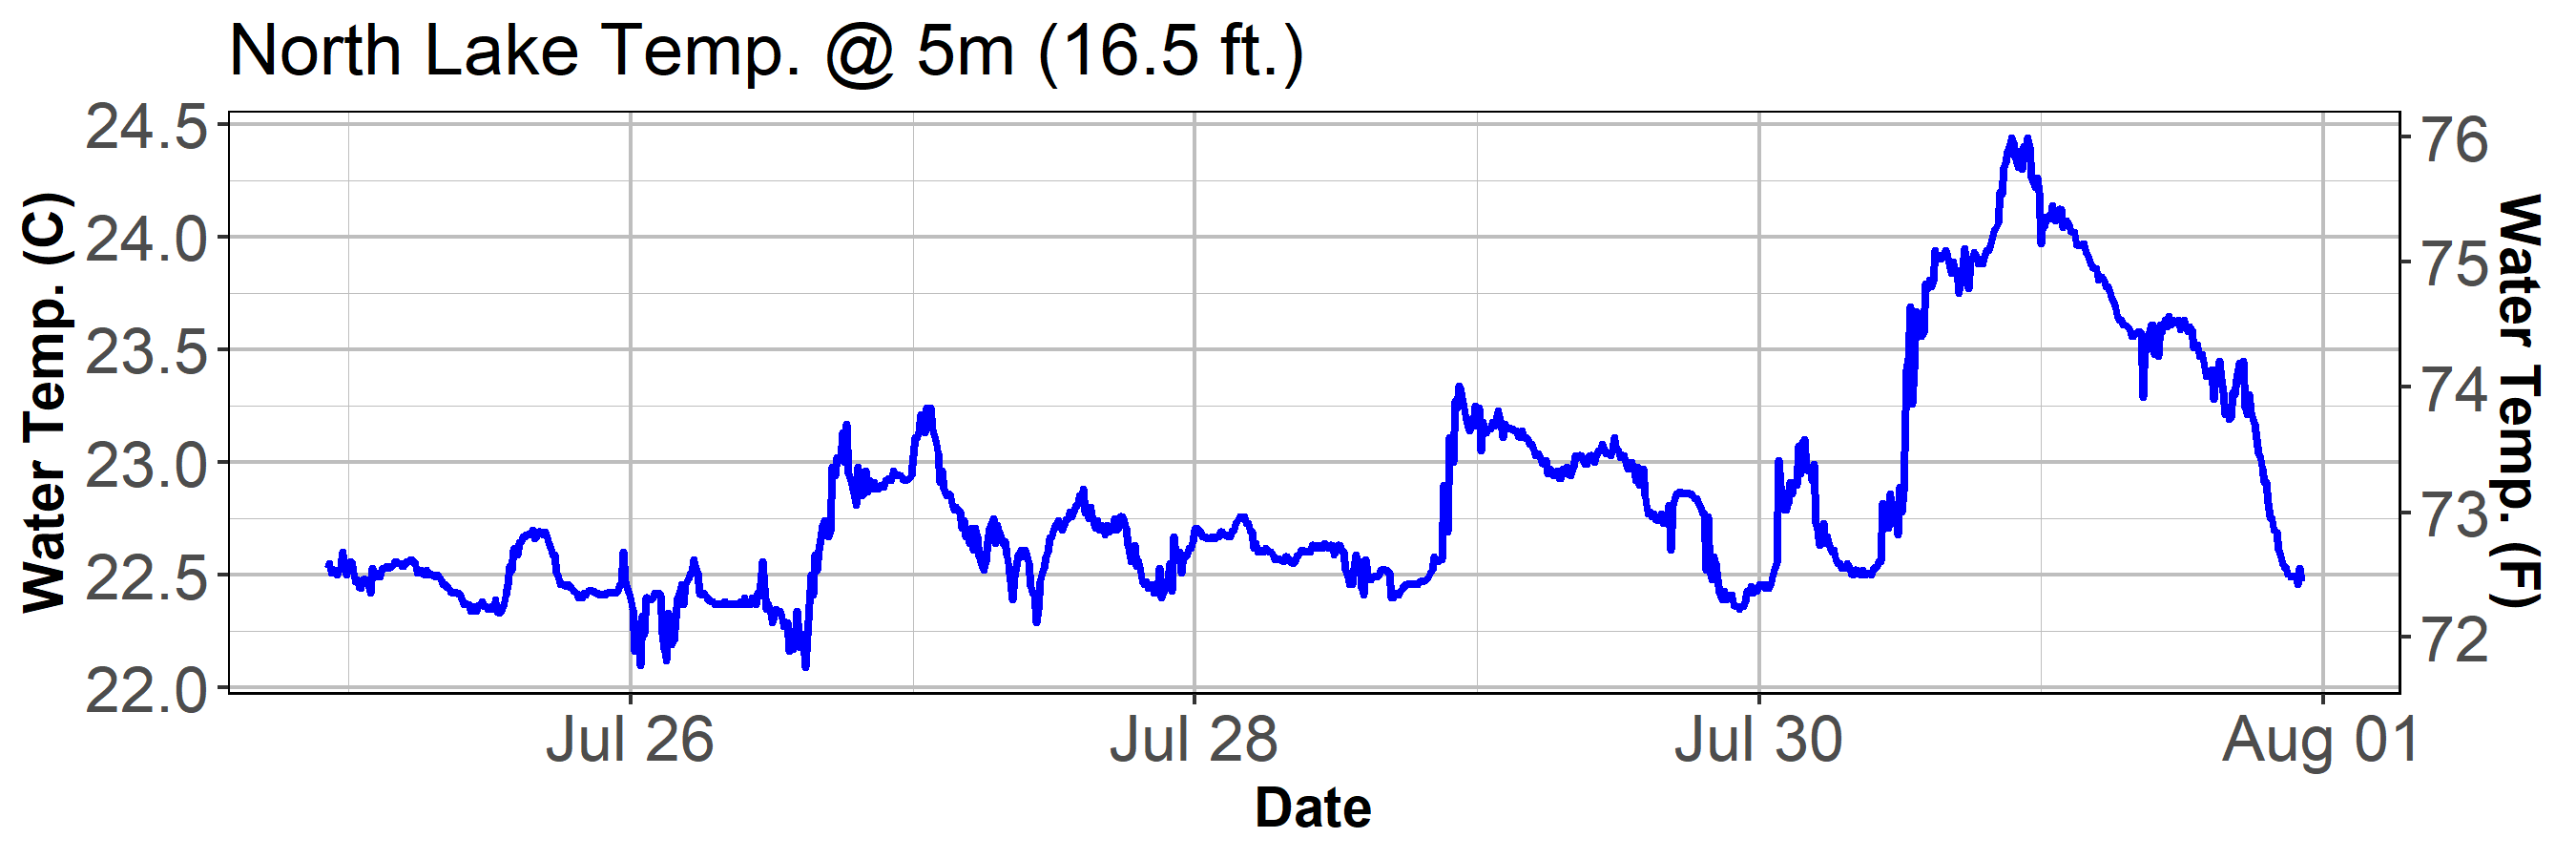 North Lake Temp. @ 5m (16.5 ft.)
Water Temp. (C)
24.5
24.0
23.5
23.0
22.5
22.0
76
75
74
73
72
Water Temp. (F)
Jul 26 Jul 28 Jul 30 Aug 01
Date